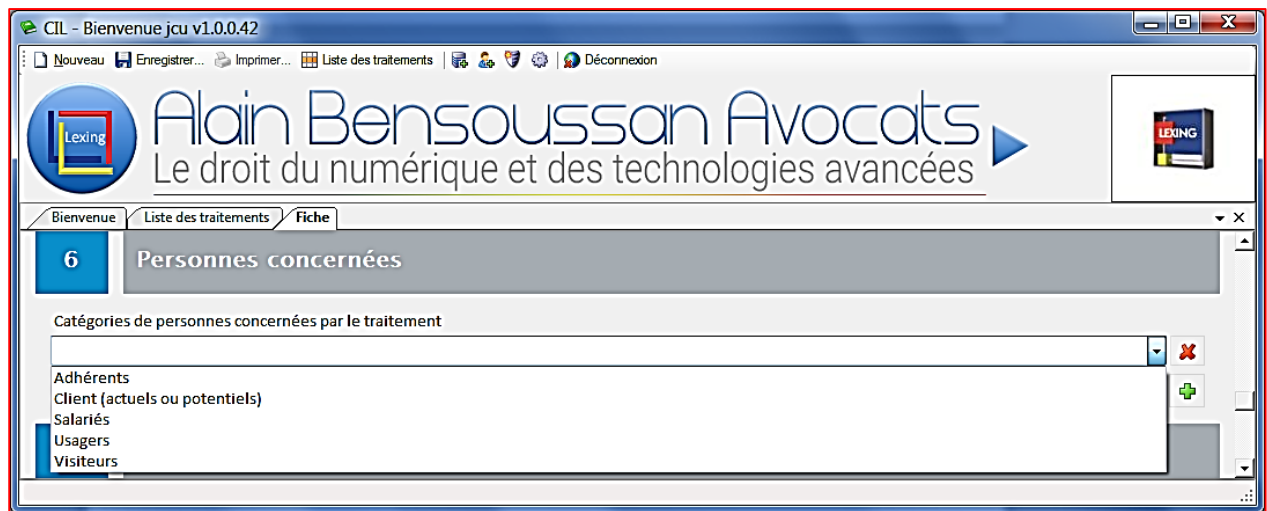 CIL - Bienvenue jcu v1.0.0.42
Nouveau Enregistrer... Imprimer... Liste des traitements Déconnexion
Lexing
Alain Bensoussan Avocats
Le droit du numérique et des technologies avancées
LEXING
Bienvenue Liste des traitements Fiche
6 Personnes concernées
Catégories de personnes concernées par le traitement
Adhérents
Client (actuels ou potentiels)
Salariés
Usagers
Visiteurs